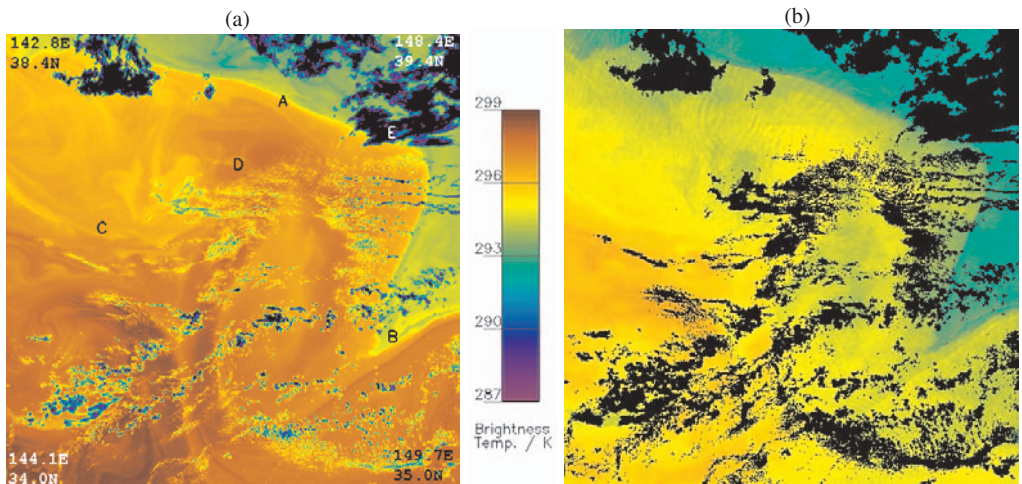 (a)
(b)
142.8E
38.4N
148.4E
39.4N
A
E
D
C
B
144.1E
34.0N
149.7E
35.0N
299
296
293
290
287
Brightness
Temp. / K